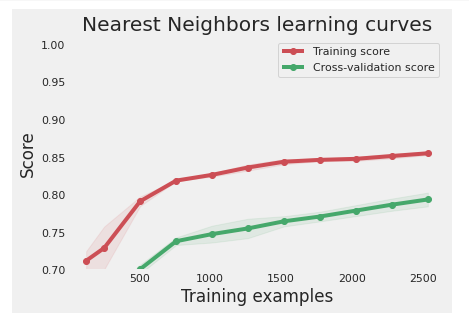 Nearest Neighbors learning curves
Training score
Cross-validation score
1.00
0.95
0.90
0.85
0.80
0.75
0.70
Score
500 1000 1500 2000 2500
Training examples